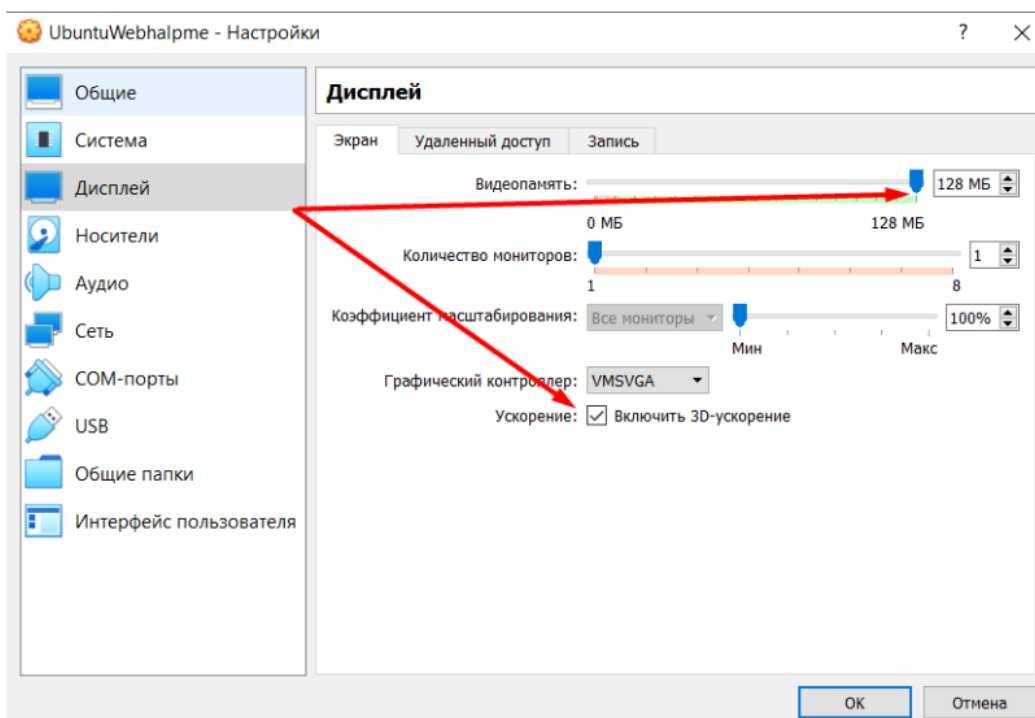 UbuntuWebhalpme - Настройки
?
Общие
Система
Дисплей
Носители
Аудио
Сеть
COM-порты
USB
Общие папки
Интерфейс пользователя
Дисплей
Экран Удаленный доступ Запись
Видеопамять: 128 МБ
0 МБ 128 МБ
Количество мониторов: 1
1 8
Коэффициент масштабирования: Все мониторы 100%
Мин Макс
Графический контроллер: VMSVGA
Ускорение: Включить 3D-ускорение
OK Отмена